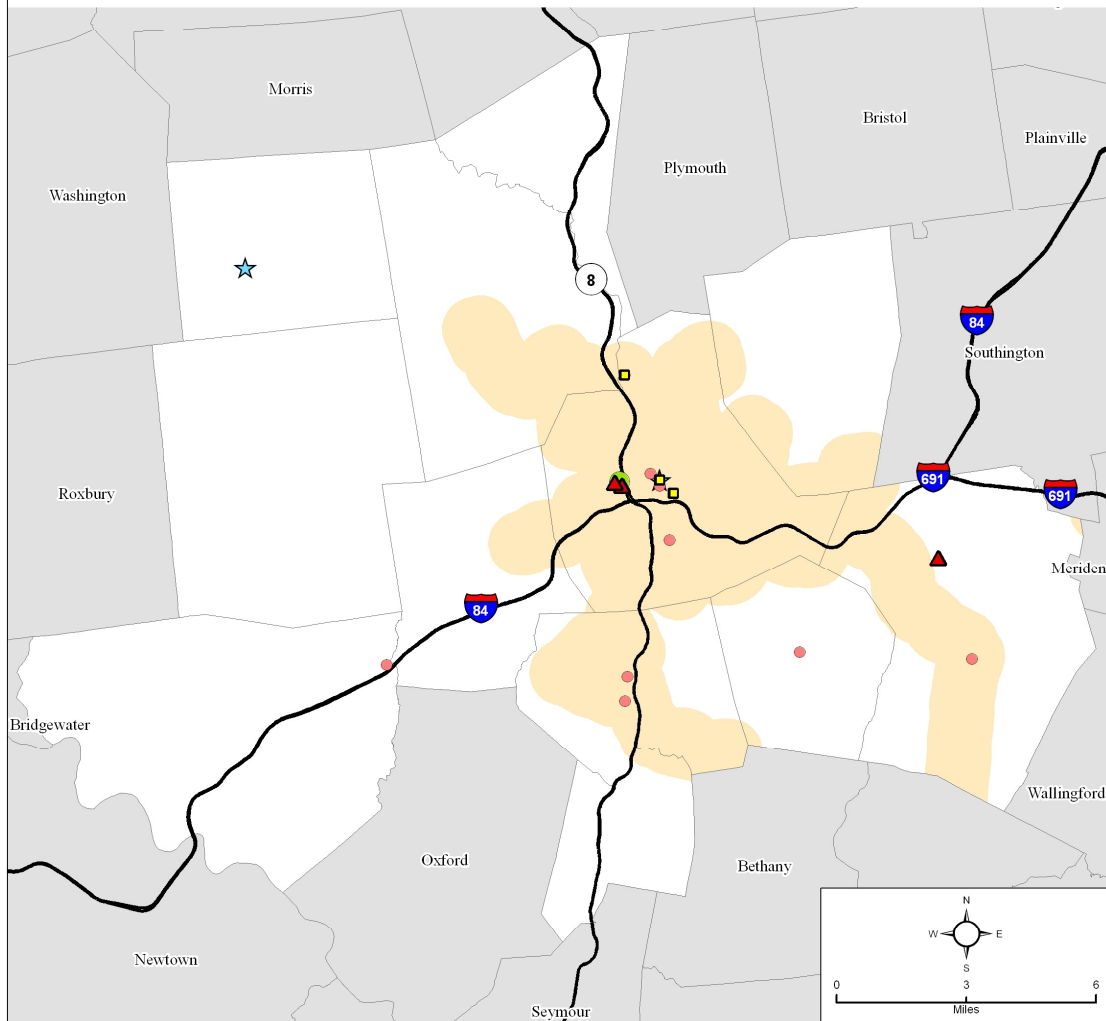 Morris
Bristol
Plainville
Plymouth
Washington
8
84
Southington
691
691
Roxbury
Meriden
84
Bridgewater
Wallingford
Oxford
Bethany
N
W
E
S
Newtown
0
3
6
Miles
Seymour